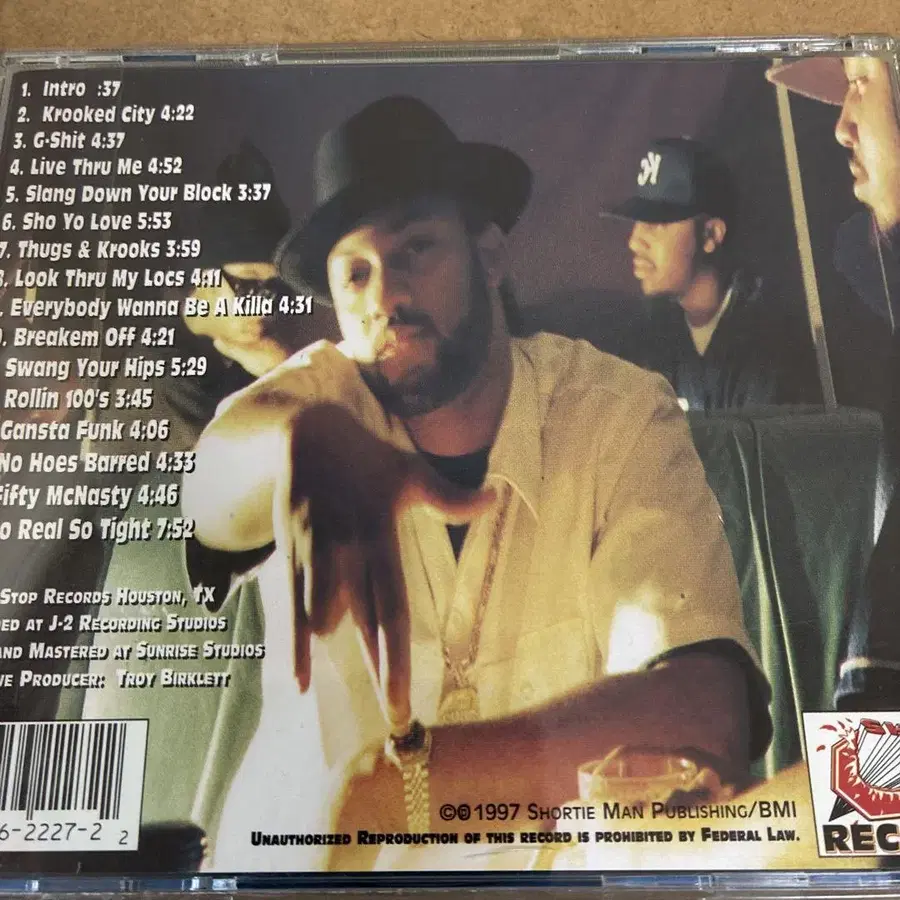 1. Intro :37
2. Krooked City 4:22
3. G-Shit 4:37
4. Live Thru Me 4:52
5. Slang Down Your Block 3:37
6. Sho Yo Love 5:53
7. Thugs & Krooks 3:59
8. Look Thru My Locs 4:11
. Everybody Wanna Be A Killa 4:31
. Breakem Off 4:21
Swang Your Hips 5:29
Rollin 100's 3:45
Gansta Funk 4:06
No Hoes Barred 4:33
Fifty McNasty 4:46
o Real So Tight 7:52
Stop Records Houston, TX
ed at J-2 Recording Studios
and Mastered at Sunrise Studios
ve Producer: Troy Birklett
6-2227-2 2
©℗1997 Shortie Man Publishing/BMI
Unauthorized Reproduction of this record is prohibited by Federal Law.
REC